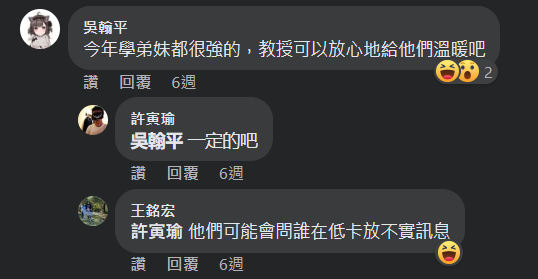 吳翰平
今年學弟妹都很強的，教授可以放心地給他們溫暖吧
2
讚 回覆 6週
許寅瑜
吳翰平 一定的吧
讚 回覆 6週
王銘宏
許寅瑜 他們可能會問誰在低卡放不實訊息
讚 回覆 6週